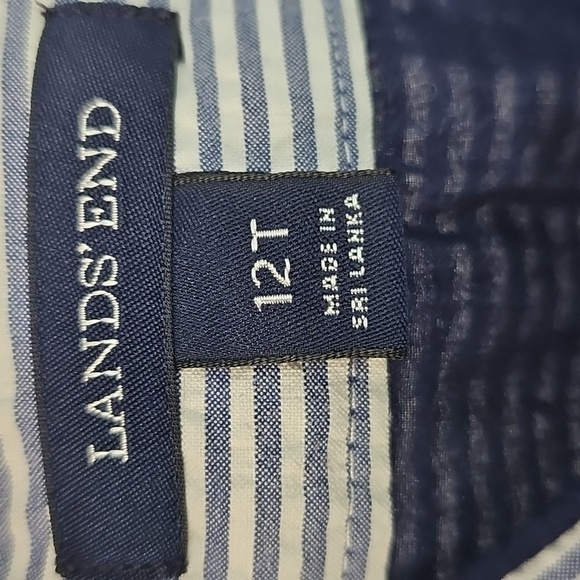 LANDS' END
12T
MADE IN
SRI LANKA